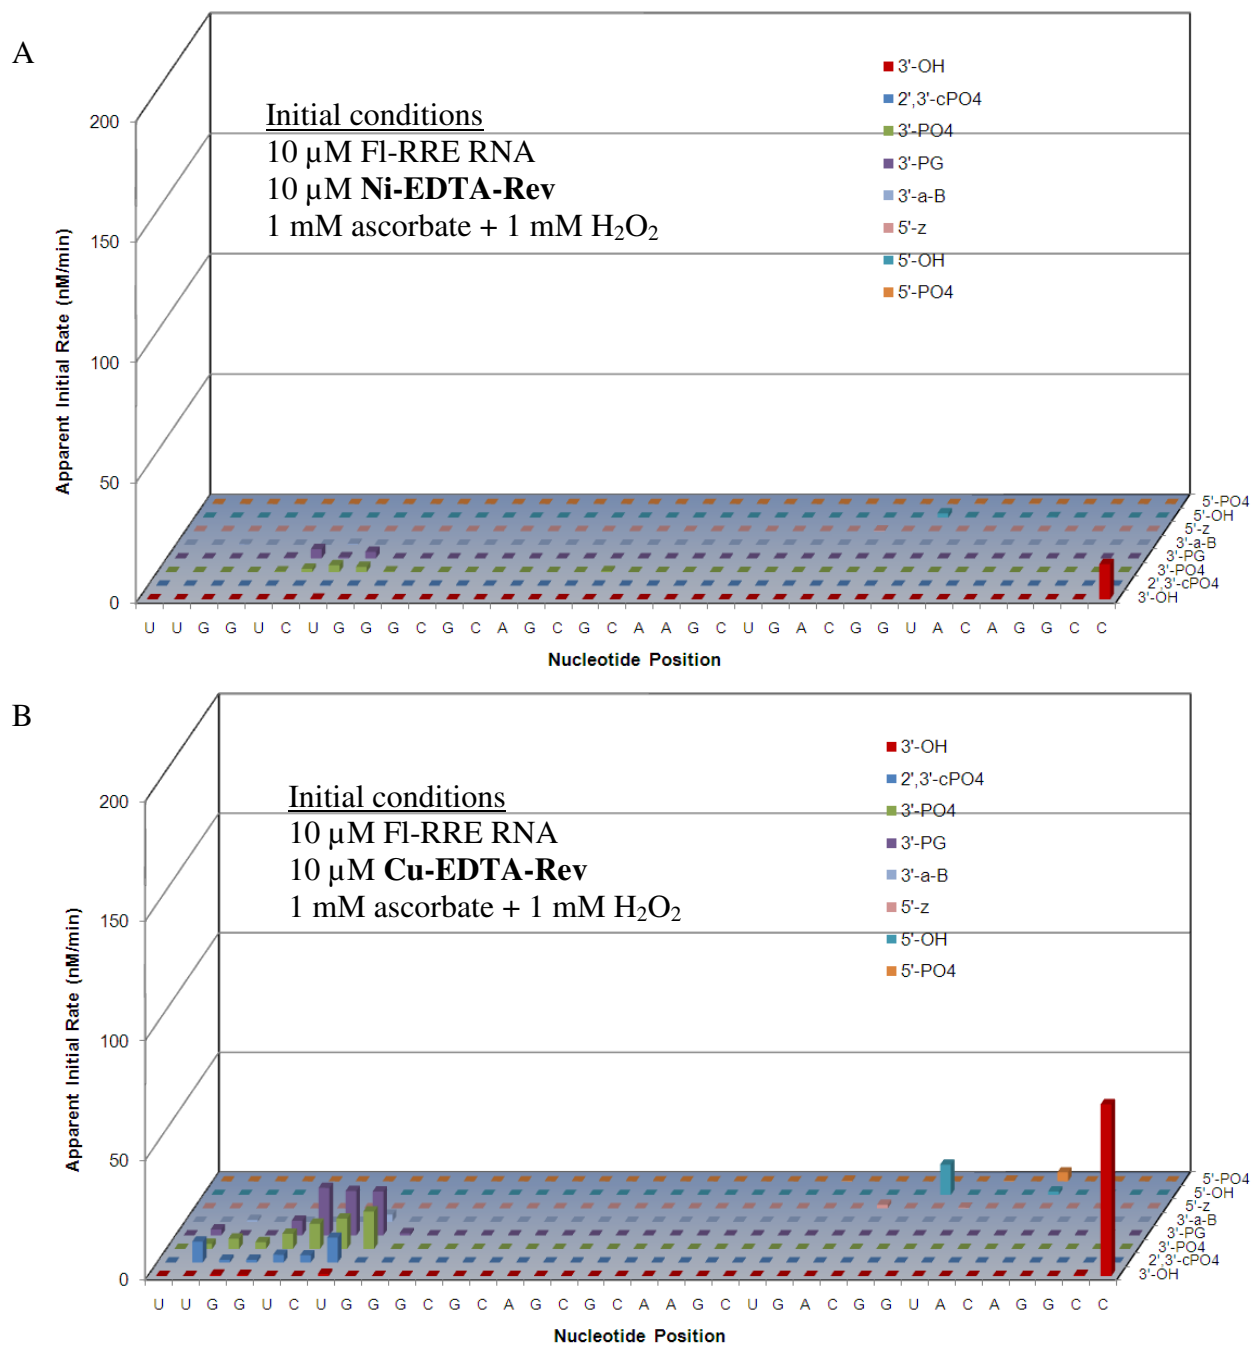 A
Initial conditions
10 µM Fl-RRE RNA
10 µM Ni-EDTA-Rev
1 mM ascorbate + 1 mM H₂O₂
3'-OH
2',3'-cPO4
3'-PO4
3'-PG
3'-a-B
5'-z
5'-OH
5'-PO4
Apparent Initial Rate (nM/min)
200
150
100
50
0
5'-PO4
5'-OH
5'-z
3'-a-B
3'-PG
3'-PO4
2',3'-cPO4
3'-OH
U U G G U C U G G G C G C A G C G C A A G C U G A C G G U A C A G G C C
Nucleotide Position
B
Initial conditions
10 µM Fl-RRE RNA
10 µM Cu-EDTA-Rev
1 mM ascorbate + 1 mM H₂O₂
3'-OH
2',3'-cPO4
3'-PO4
3'-PG
3'-a-B
5'-z
5'-OH
5'-PO4
Apparent Initial Rate (nM/min)
200
150
100
50
0
5'-PO4
5'-OH
5'-z
3'-a-B
3'-PG
3'-PO4
2',3'-cPO4
3'-OH
U U G G U C U G G G C G C A G C G C A A G C U G A C G G U A C A G G C C
Nucleotide Position